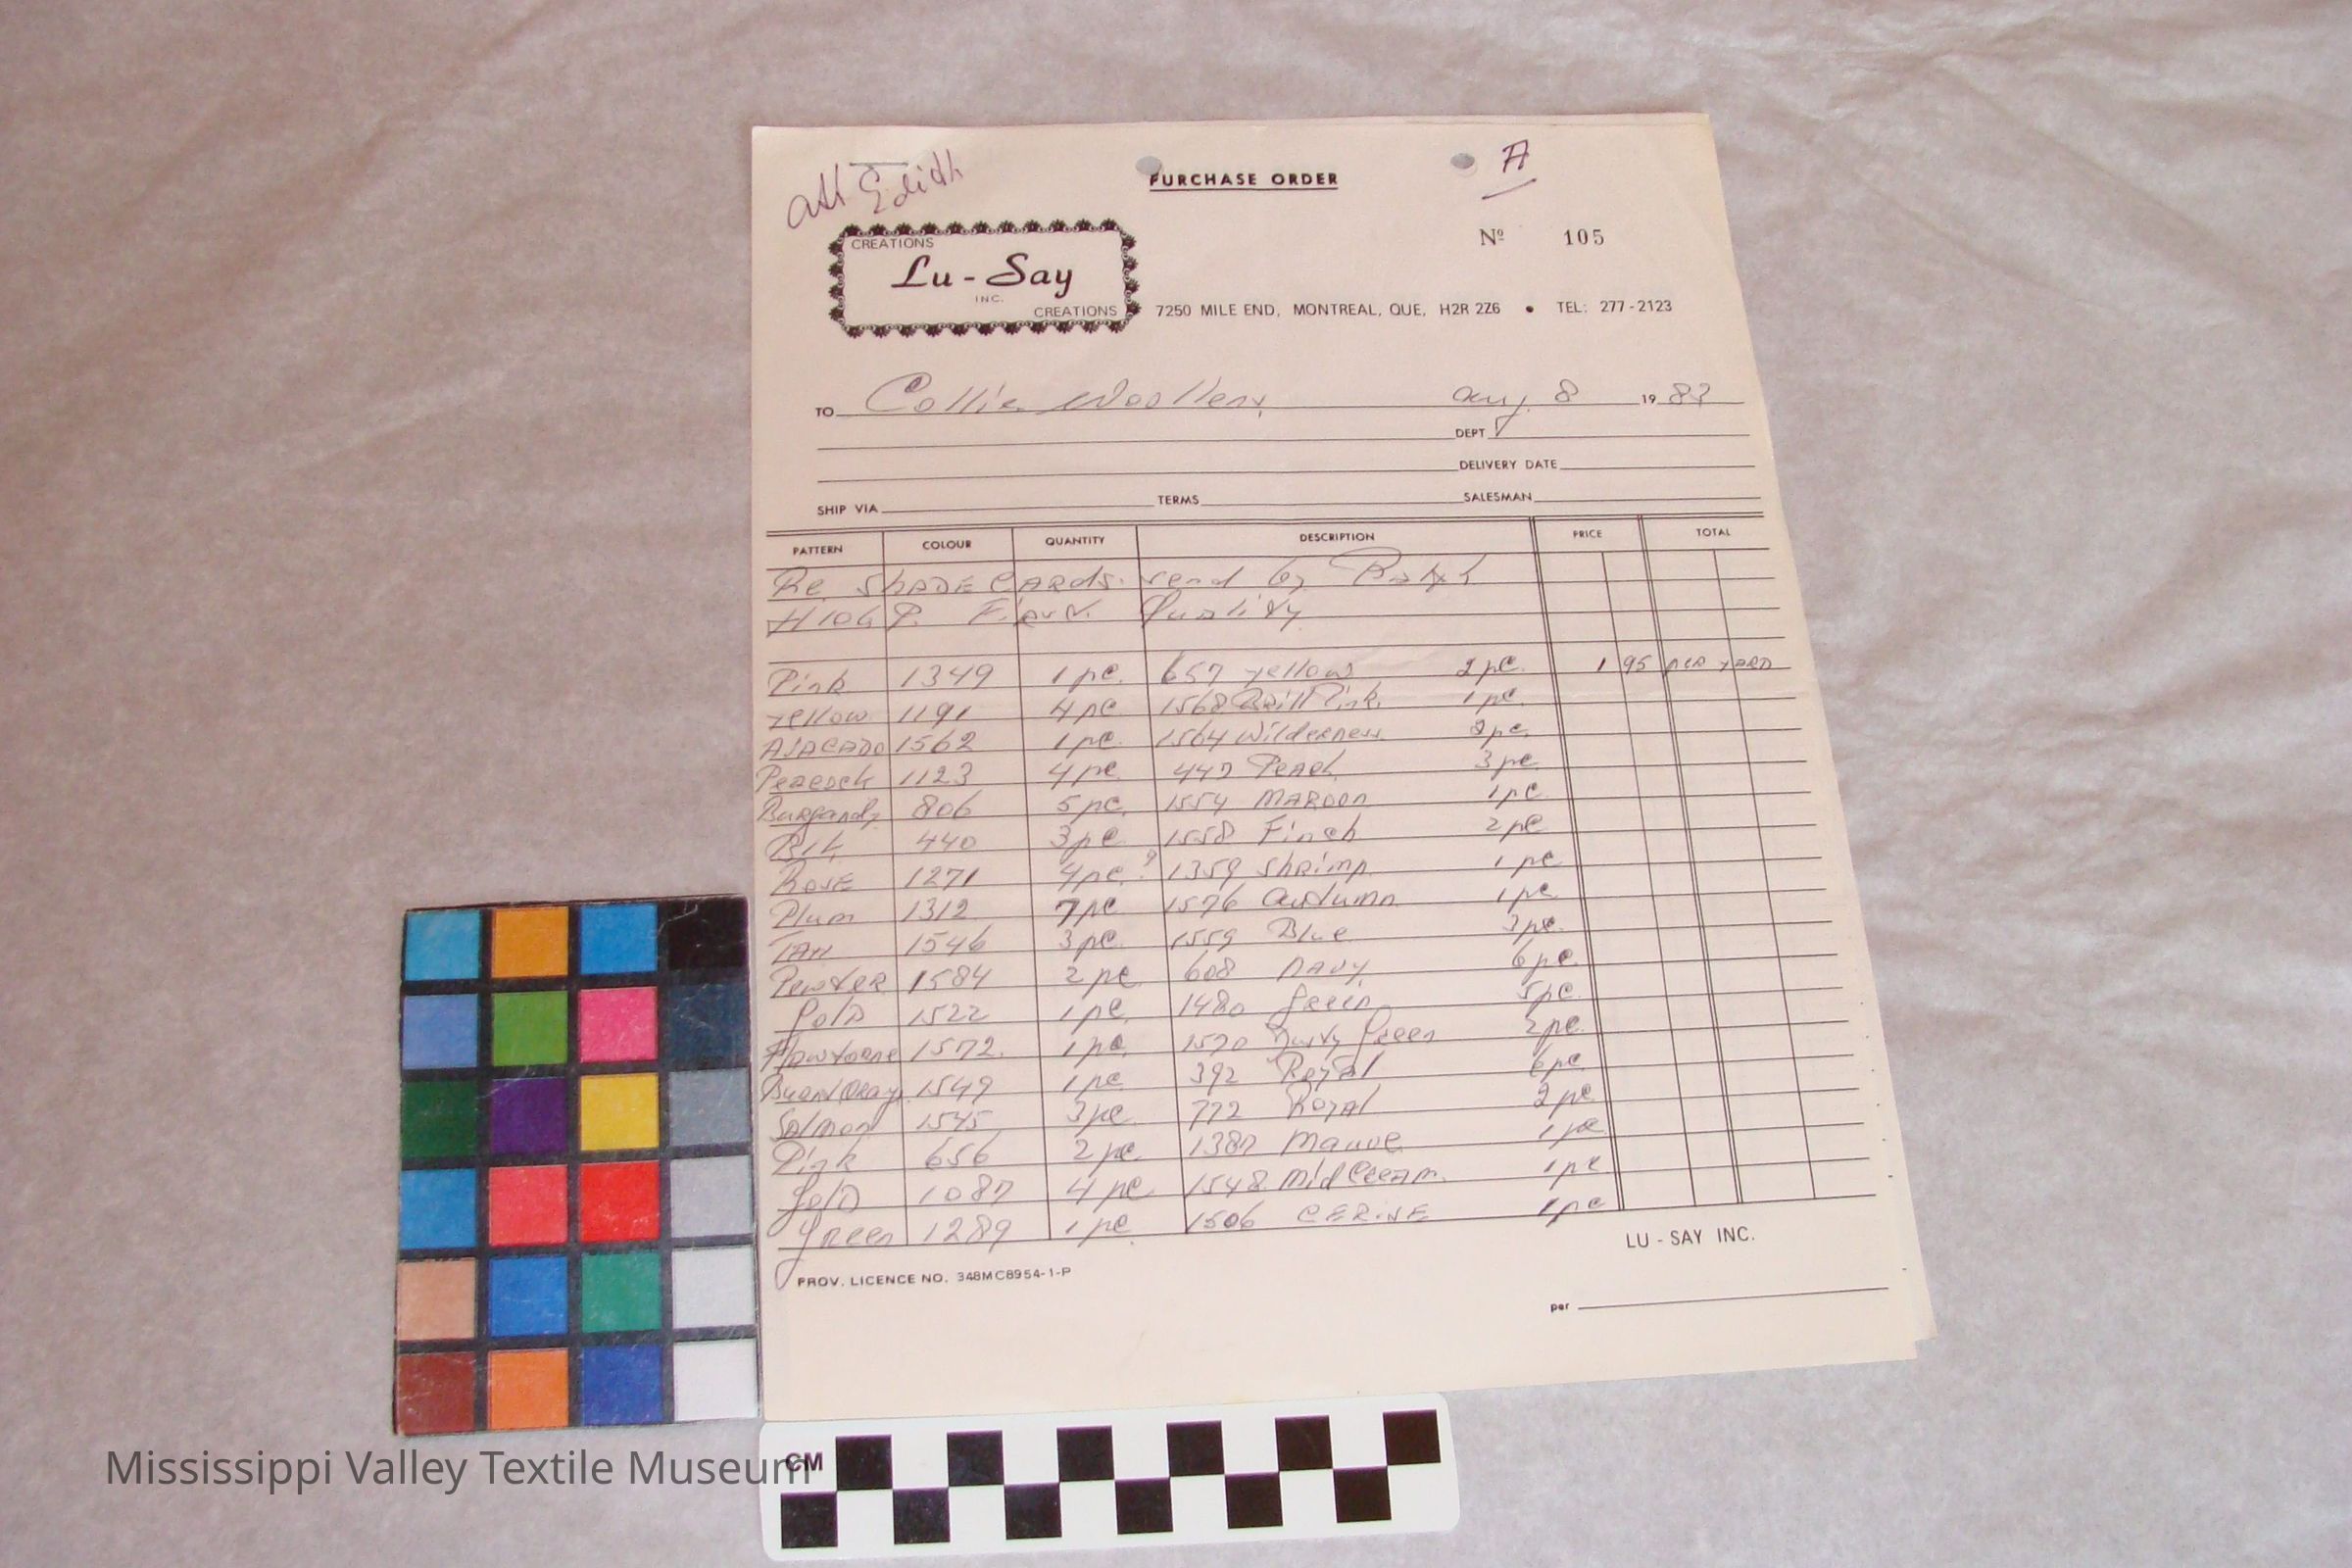 att Edith
PURCHASE ORDER
A
Nº 105
CREATIONS
Lu - Say
INC.
CREATIONS
7250 MILE END, MONTREAL, QUE, H2R 2Z6 • TEL: 277-2123
TO Collie Woollens Aug. 8 19 83
DEPT
DELIVERY DATE
SHIP VIA TERMS SALESMAN
PATTERN COLOUR QUANTITY DESCRIPTION PRICE TOTAL
Re. SHADE CARDS. send by Ralph
H106 P. Quality
Pink 1349 1 pc. 657 yellow 2 pc. 1 95 per YARD
yellow 1191 4 pc 1568 Brill Pink. 1 pc.
AVACADO 1562 1 pc. 1564 Wilderness 2 pc.
Peacock 1123 4 pc 447 Peach 3 pc.
Burgandy 806 5 pc. 1554 MAROON 1 pc.
Blk 440 3 pc 1558 Finch 2 pc
Rose 1271 4 pc. ? 1359 Shrimp 1 pc
Plum 1312 7 pc 1576 Autumn 1 pc
TAN 1546 3 pc. 1559 Blue 3 pc.
Pewter 1584 2 pc 608 NAVY 6 pc.
Gold 1522 1 pc. 1480 Green 5 pc.
Hawtorne 1572. 1 pc. 1570 Green 2 pc.
1549 1 pc 392 Royal 6 pc
Salmon 1545 3 pc. 772 Royal 2 pc
Pink 656 2 pc 1387 Mauve 1 pc
Gold 1087 4 pc 1548 Mid Cream. 1 pc
Green 1289 1 pc. 1506 CERISE 1 pc
PROV. LICENCE NO. 348MC8954-1-P
LU - SAY INC.
per
CM
Mississippi Valley Textile Museum